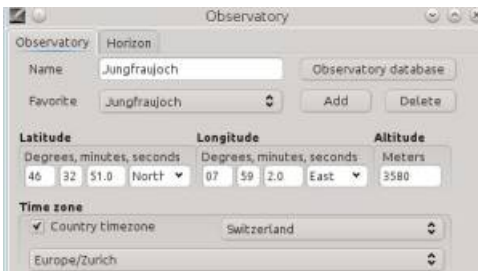 Observatory
Observatory Horizon
Name Jungfraujoch Observatory database
Favorite Jungfraujoch Add Delete
Latitude Longitude Altitude
Degrees, minutes, seconds Degrees, minutes, seconds Meters
46 32 51.0 North 07 59 2.0 East 3580
Time zone
Country timezone Switzerland
Europe/Zurich